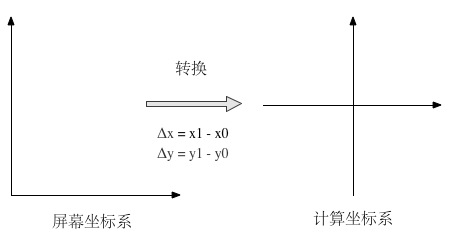 转换
Δx = x1 - x0
Δy = y1 - y0
屏幕坐标系
计算坐标系